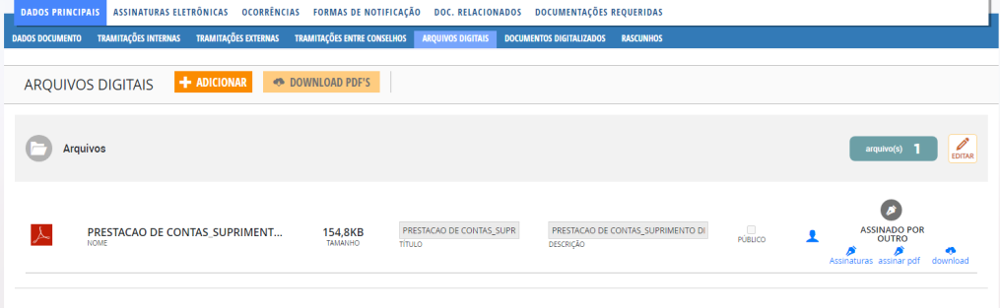 DADOS PRINCIPAIS ASSINATURAS ELETRÔNICAS OCORRÊNCIAS FORMAS DE NOTIFICAÇÃO DOC. RELACIONADOS DOCUMENTAÇÕES REQUERIDAS
DADOS DOCUMENTO TRAMITAÇÕES INTERNAS TRAMITAÇÕES EXTERNAS TRAMITAÇÕES ENTRE CONSELHOS ARQUIVOS DIGITAIS DOCUMENTOS DIGITALIZADOS RASCUNHOS
ARQUIVOS DIGITAIS ADICIONAR DOWNLOAD PDF'S
Arquivos arquivo(s) 1 EDITAR
PRESTACAO DE CONTAS_SUPRIMENT...
NOME
154,8KB
TAMANHO
PRESTACAO DE CONTAS_SUPR
TÍTULO
PRESTACAO DE CONTAS_SUPRIMENTO DI
DESCRIÇÃO
PÚBLICO
ASSINADO POR
OUTRO
Assinaturas assinar pdf download